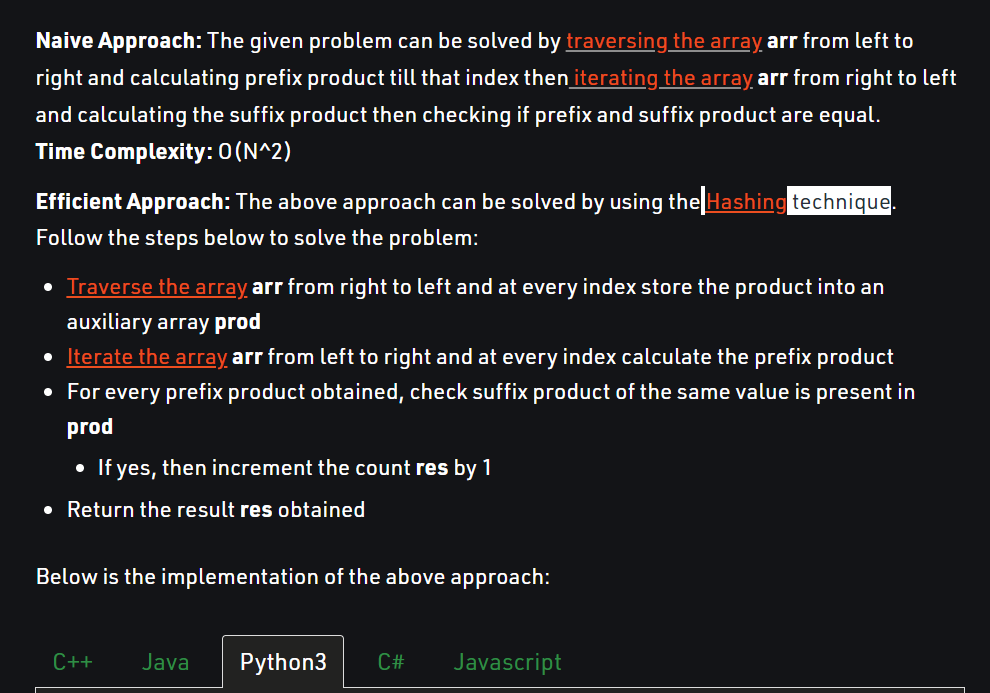 Naive Approach: The given problem can be solved by traversing the array arr from left to
right and calculating prefix product till that index then iterating the array arr from right to left
and calculating the suffix product then checking if prefix and suffix product are equal.
Time Complexity: O(N^2)
Efficient Approach: The above approach can be solved by using the Hashing technique.
Follow the steps below to solve the problem:
• Traverse the array arr from right to left and at every index store the product into an
auxiliary array prod
• Iterate the array arr from left to right and at every index calculate the prefix product
• For every prefix product obtained, check suffix product of the same value is present in
prod
• If yes, then increment the count res by 1
• Return the result res obtained
Below is the implementation of the above approach:
C++ Java Python3 C# Javascript